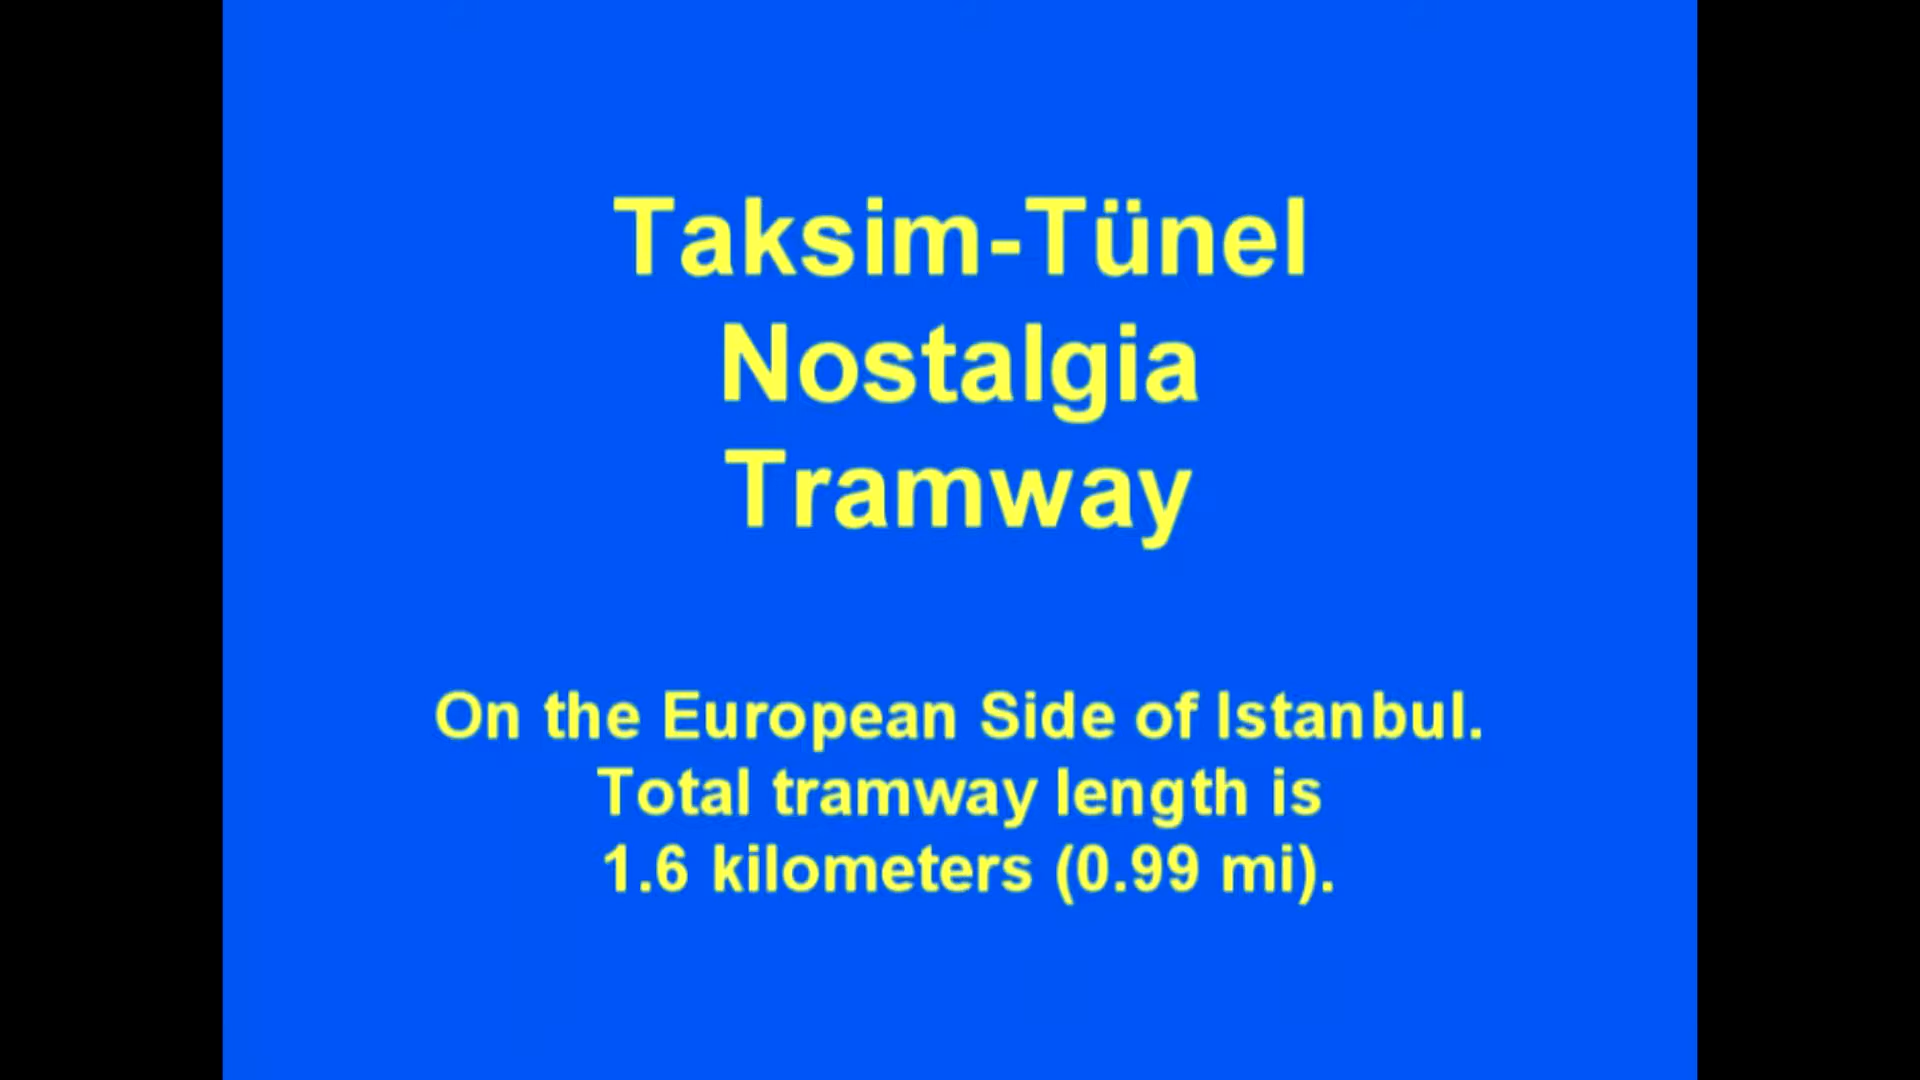 Taksim-Tünel
Nostalgia
Tramway
On the European Side of Istanbul.
Total tramway length is
1.6 kilometers (0.99 mi).